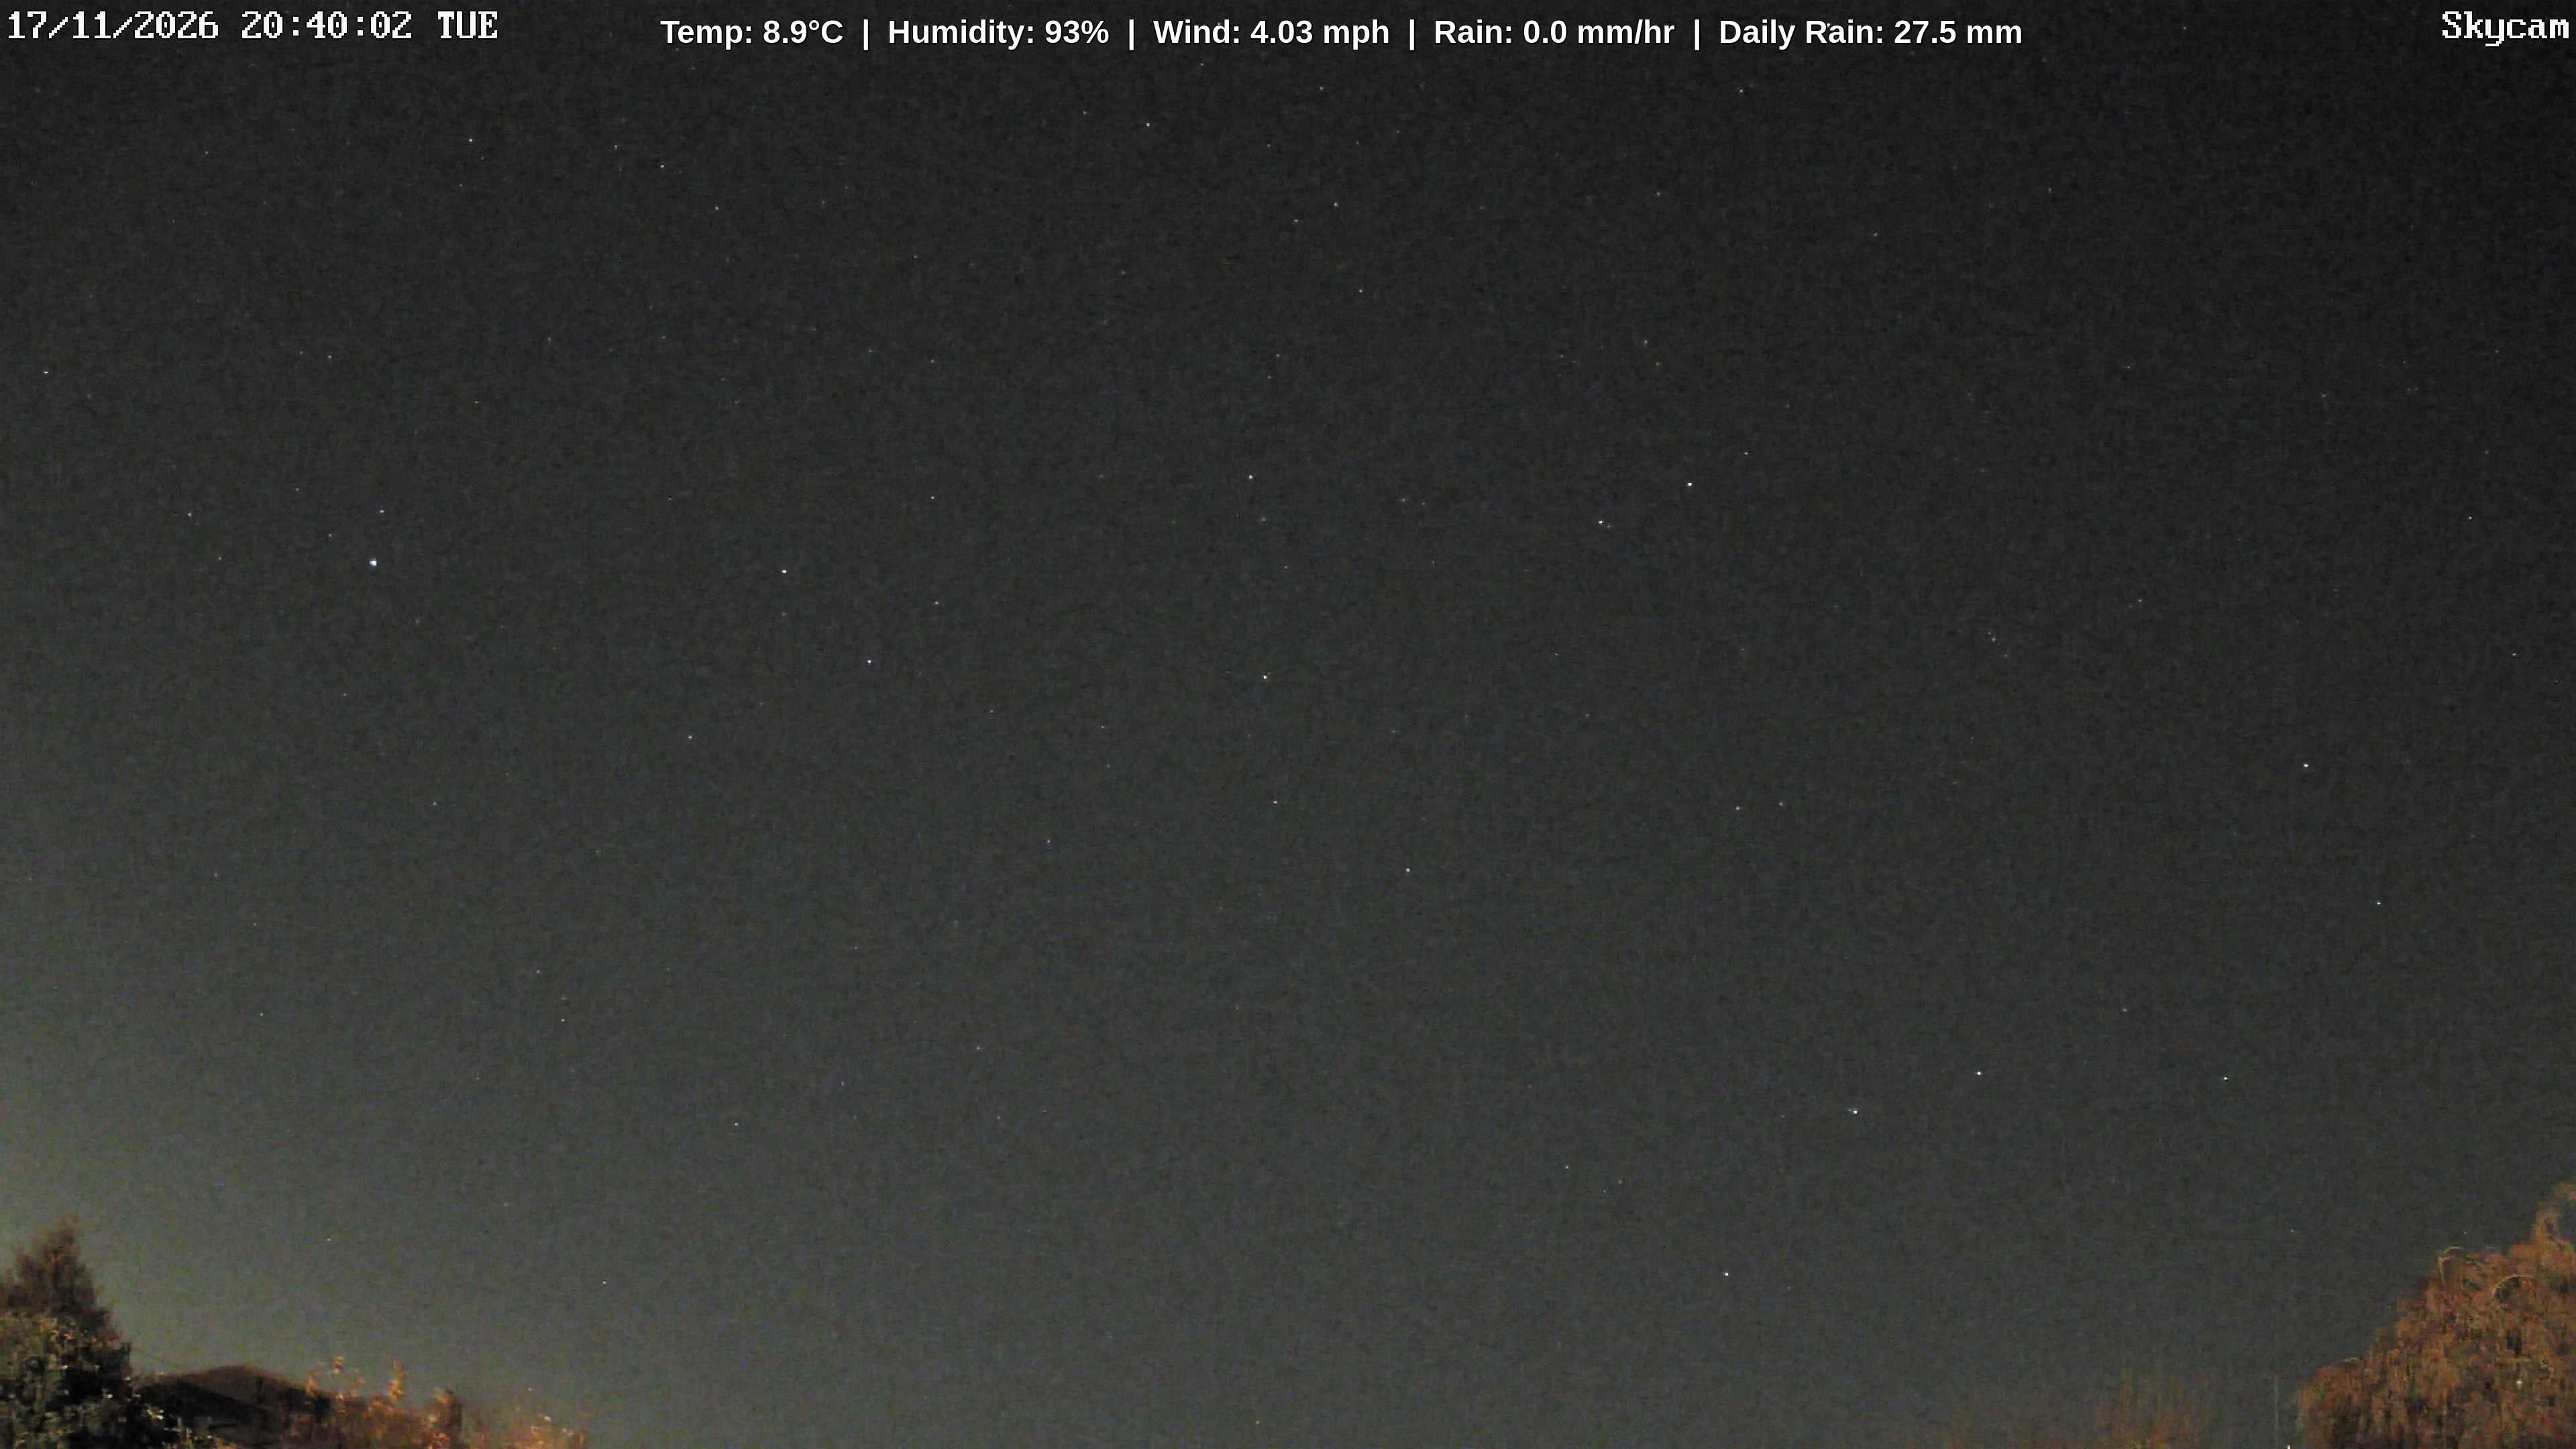 17/11/2026 20:40:02 TUE
Temp: 8.9°C | Humidity: 93% | Wind: 4.03 mph | Rain: 0.0 mm/hr | Daily Rain: 27.5 mm
Skycam